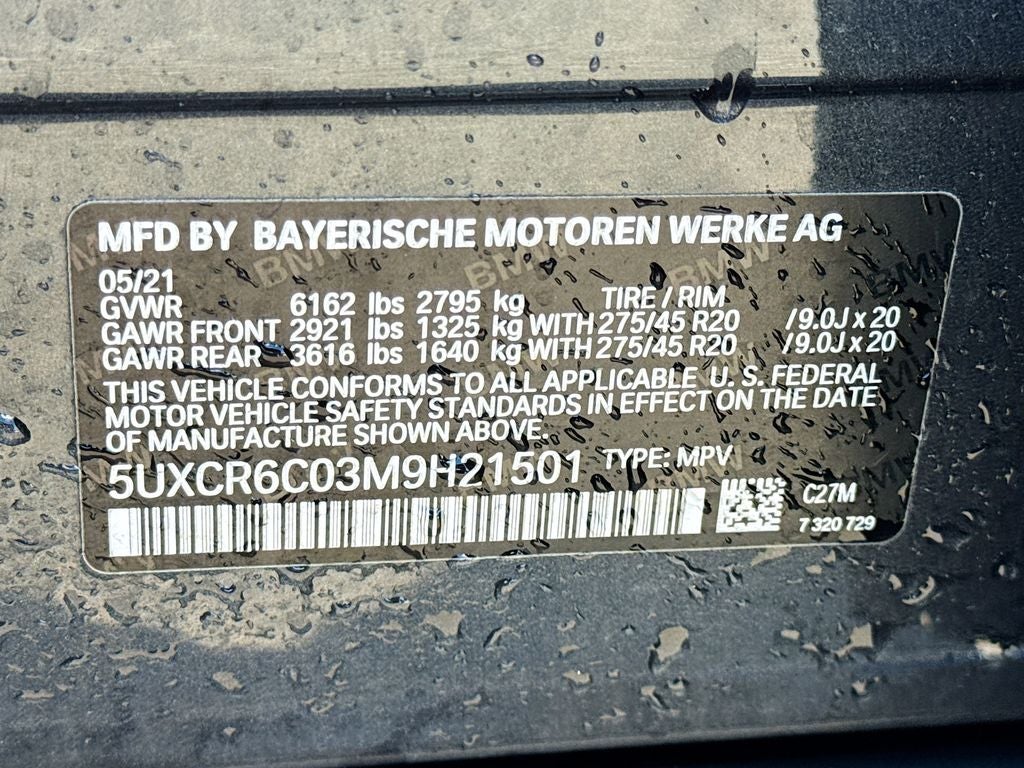 MFD BY BAYERISCHE MOTOREN WERKE AG
05/21
GVWR 6162 lbs 2795 kg TIRE / RIM
GAWR FRONT 2921 lbs 1325 kg WITH 275/45 R20 /9.0J x 20
GAWR REAR 3616 lbs 1640 kg WITH 275/45 R20 /9.0J x 20
THIS VEHICLE CONFORMS TO ALL APPLICABLE U. S. FEDERAL
MOTOR VEHICLE SAFETY STANDARDS IN EFFECT ON THE DATE
OF MANUFACTURE SHOWN ABOVE.
5UXCR6C03M9H21501 TYPE: MPV
C27M
7 320 729